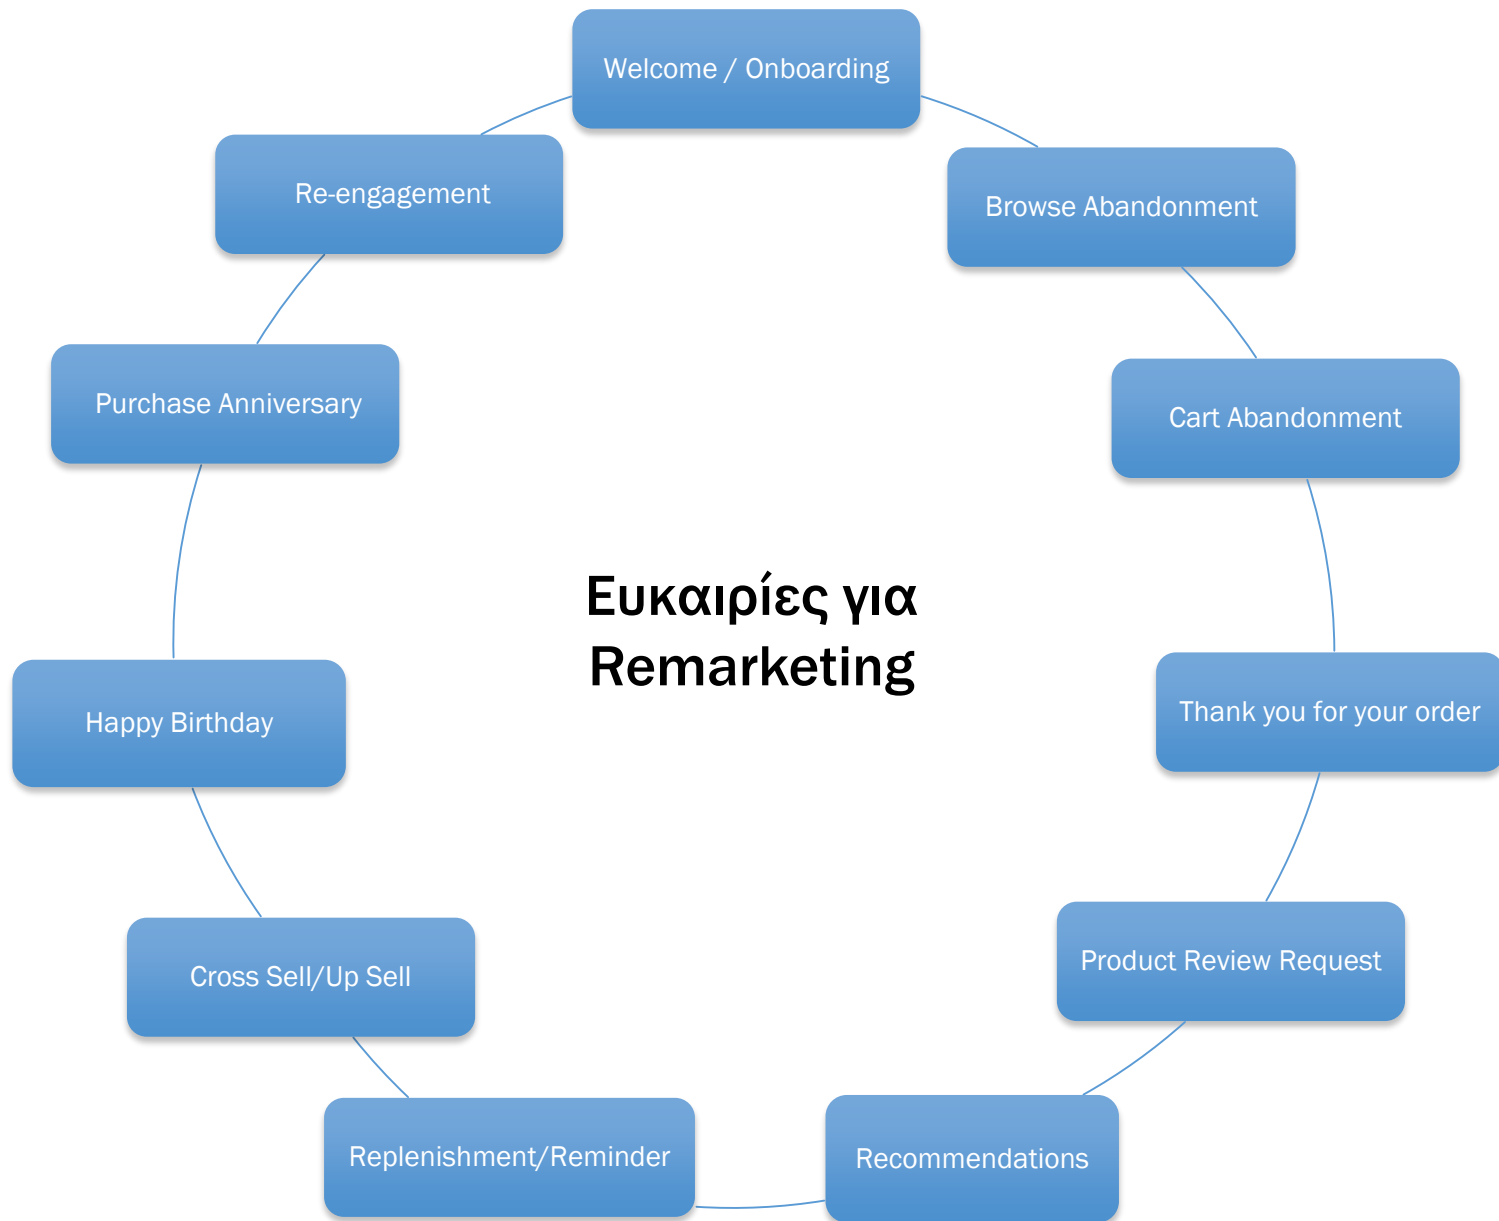 Welcome / Onboarding
Browse Abandonment
Cart Abandonment
Thank you for your order
Product Review Request
Recommendations
Replenishment/Reminder
Cross Sell/Up Sell
Happy Birthday
Purchase Anniversary
Re-engagement
Ευκαιρίες για
Remarketing